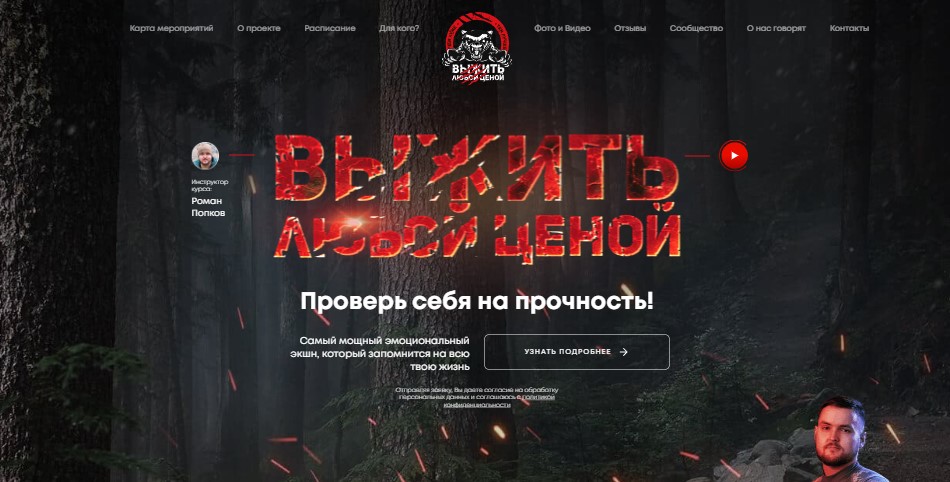 Карта мероприятий
О проекте
Расписание
Для кого?
ВЫЖИТЬ
ЛЮБОЙ ЦЕНОЙ
Фото и Видео
Отзывы
Сообщество
О нас говорят
Контакты
Инструктор
курса:
Роман
Попков
ВЫЖИТЬ
ЛЮБОЙ ЦЕНОЙ
Проверь себя на прочность!
Самый мощный эмоциональный
экшн, который запомнится на всю
твою жизнь
УЗНАТЬ ПОДРОБНЕЕ →
Отправляя заявку, Вы даете согласие на обработку
персональных данных и соглашаюсь с политикой
конфиденциальности